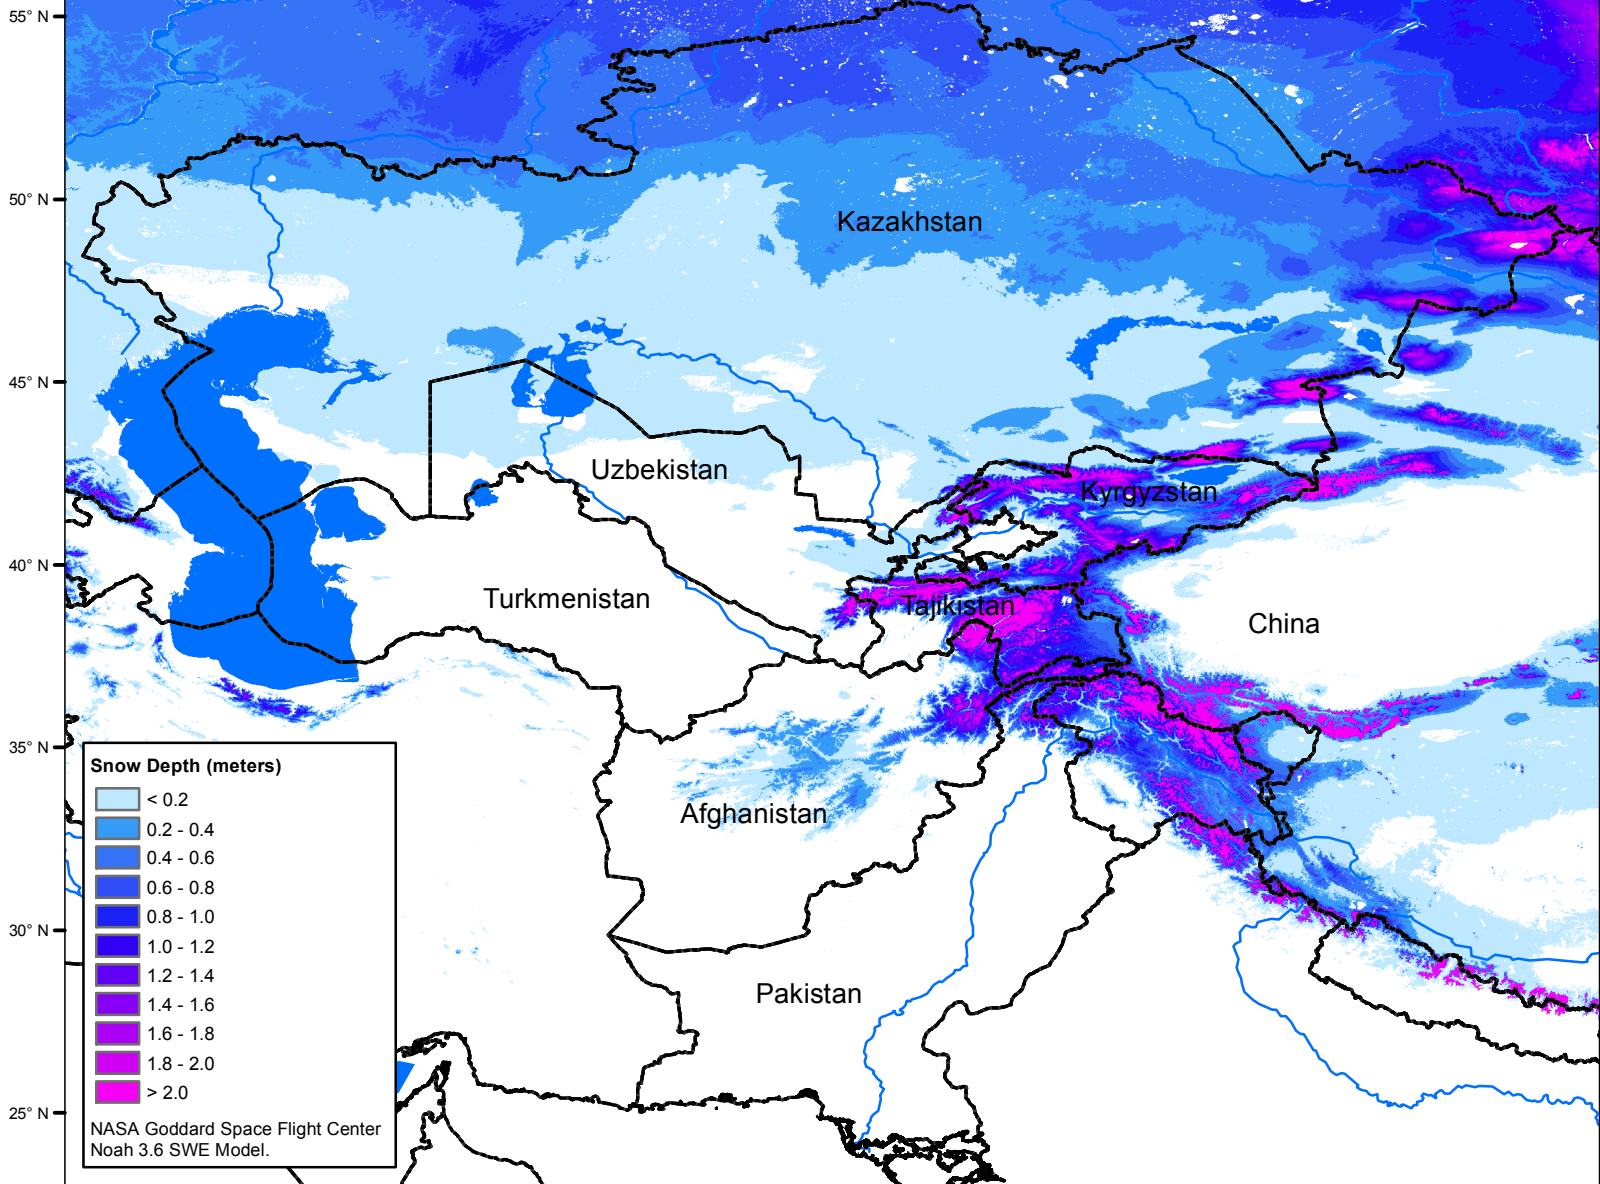 55° N
50° N
Kazakhstan
45° N
Uzbekistan
Kyrgyzstan
40° N
Turkmenistan
Tajikistan
China
35° N
Afghanistan
30° N
Pakistan
25° N
Snow Depth (meters)
< 0.2
0.2 - 0.4
0.4 - 0.6
0.6 - 0.8
0.8 - 1.0
1.0 - 1.2
1.2 - 1.4
1.4 - 1.6
1.6 - 1.8
1.8 - 2.0
> 2.0
NASA Goddard Space Flight Center
Noah 3.6 SWE Model.